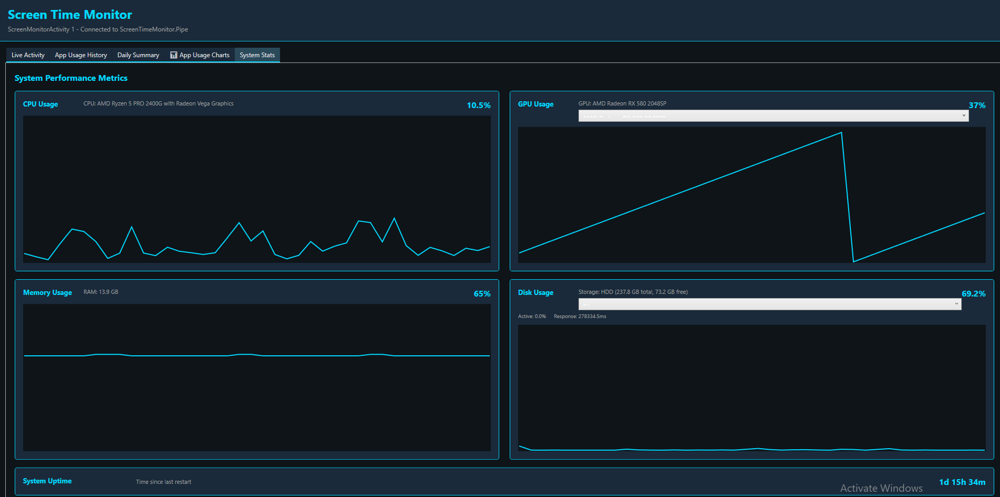 Screen Time Monitor
ScreenMonitorActivity 1 - Connected to ScreenTimeMonitor.Pipe
Live Activity App Usage History Daily Summary App Usage Charts System Stats
System Performance Metrics
CPU Usage CPU: AMD Ryzen 5 PRO 2400G with Radeon Vega Graphics 10.5%
GPU Usage GPU: AMD Radeon RX 580 2048SP 37%
Memory Usage RAM: 13.9 GB 65%
Disk Usage Storage: HDD (237.8 GB total, 73.2 GB free) 69.2%
Active: 0.0% Response: 278334.5ms
System Uptime Time since last restart 1d 15h 34m
Activate Windows